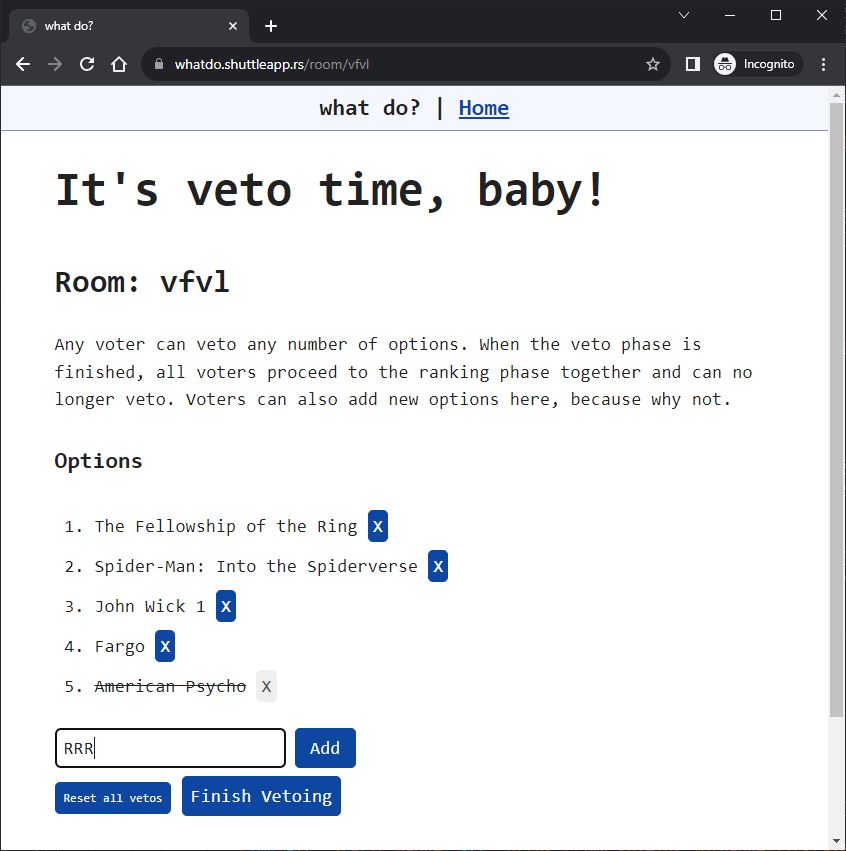 what do?
whatdo.shuttleapp.rs/room/vfvl
Incognito
what do? | Home
It's veto time, baby!
Room: vfvl
Any voter can veto any number of options. When the veto phase is
finished, all voters proceed to the ranking phase together and can no
longer veto. Voters can also add new options here, because why not.
Options
1. The Fellowship of the Ring X
2. Spider-Man: Into the Spiderverse X
3. John Wick 1 X
4. Fargo X
5. American Psycho X
RRR Add
Reset all vetos Finish Vetoing